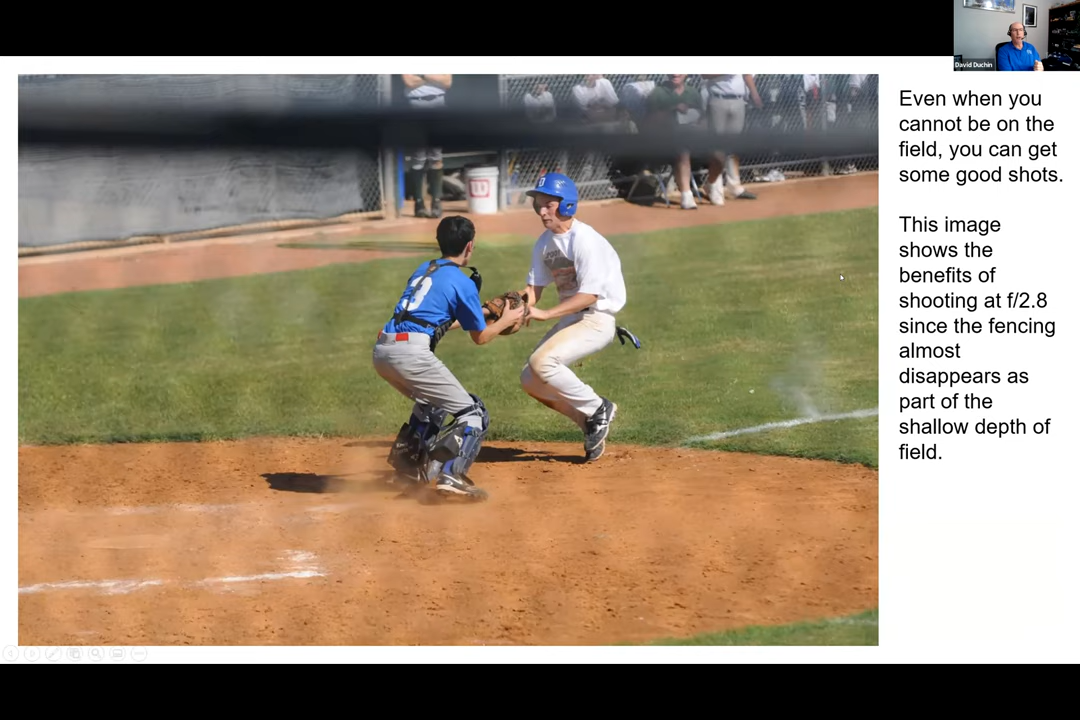 David Duchin
Even when you
cannot be on the
field, you can get
some good shots.
This image
shows the
benefits of
shooting at f/2.8
since the fencing
almost
disappears as
part of the
shallow depth of
field.
W
D
3